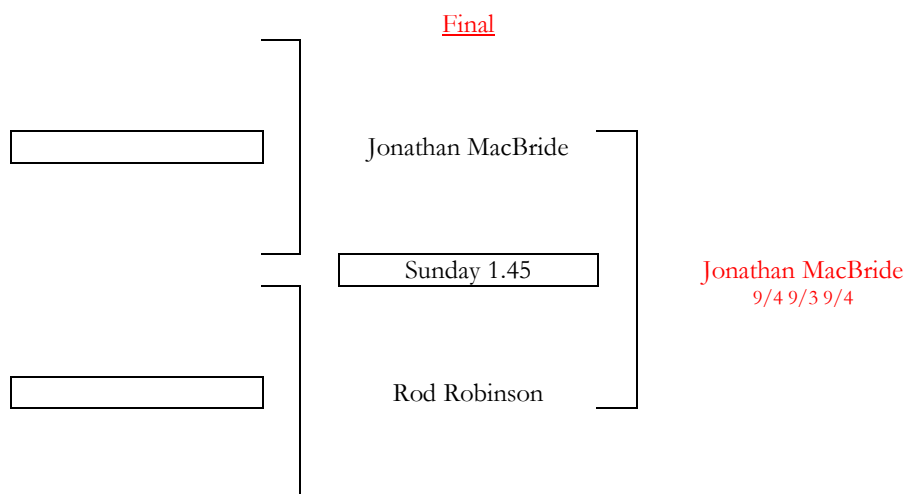 Final
Jonathan MacBride
Sunday 1.45
Jonathan MacBride
9/4 9/3 9/4
Rod Robinson